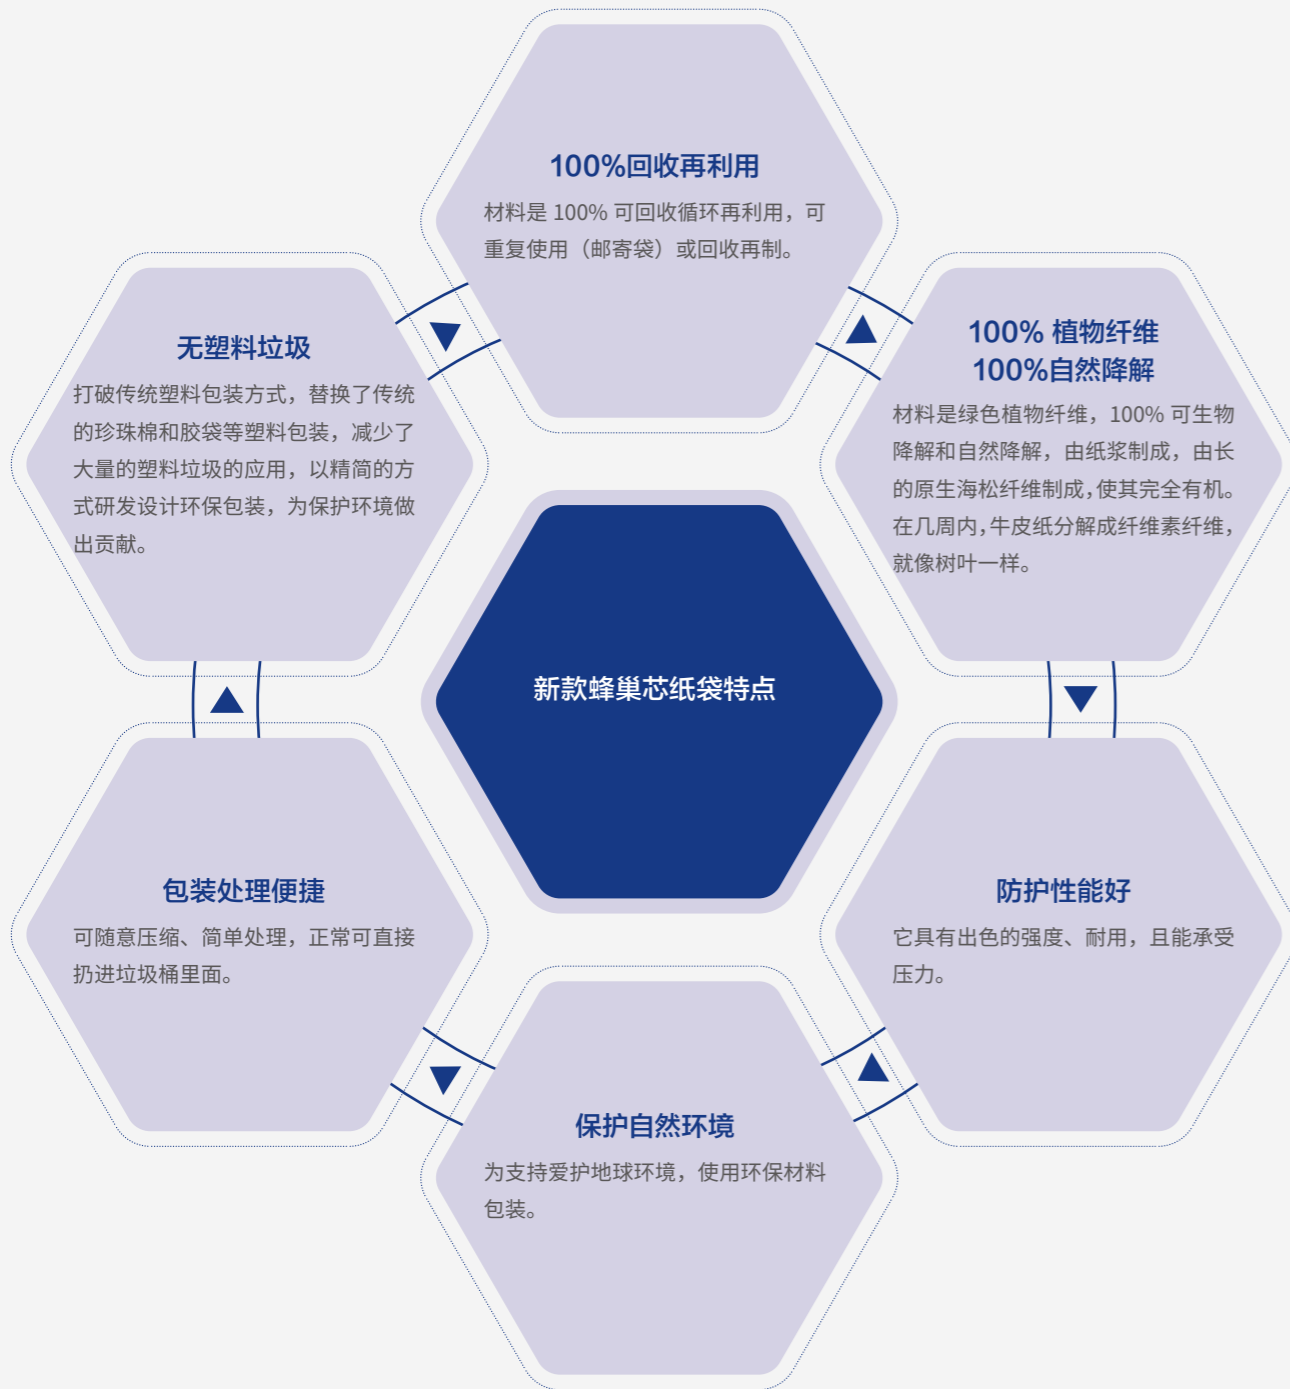 100%回收再利用
材料是 100% 可回收循环再利用，可
重复使用（邮寄袋）或回收再制。
无塑料垃圾
打破传统塑料包装方式，替换了传统
的珍珠棉和胶袋等塑料包装，减少了
大量的塑料垃圾的应用，以精简的方
式研发设计环保包装，为保护环境做
出贡献。
100% 植物纤维
100%自然降解
材料是绿色植物纤维，100% 可生物
降解和自然降解，由纸浆制成，由长
的原生海松纤维制成，使其完全有机。
在几周内，牛皮纸分解成纤维素纤维，
就像树叶一样。
新款蜂巢芯纸袋特点
包装处理便捷
可随意压缩、简单处理，正常可直接
扔进垃圾桶里面。
防护性能好
它具有出色的强度、耐用，且能承受
压力。
保护自然环境
为支持爱护地球环境，使用环保材料
包装。